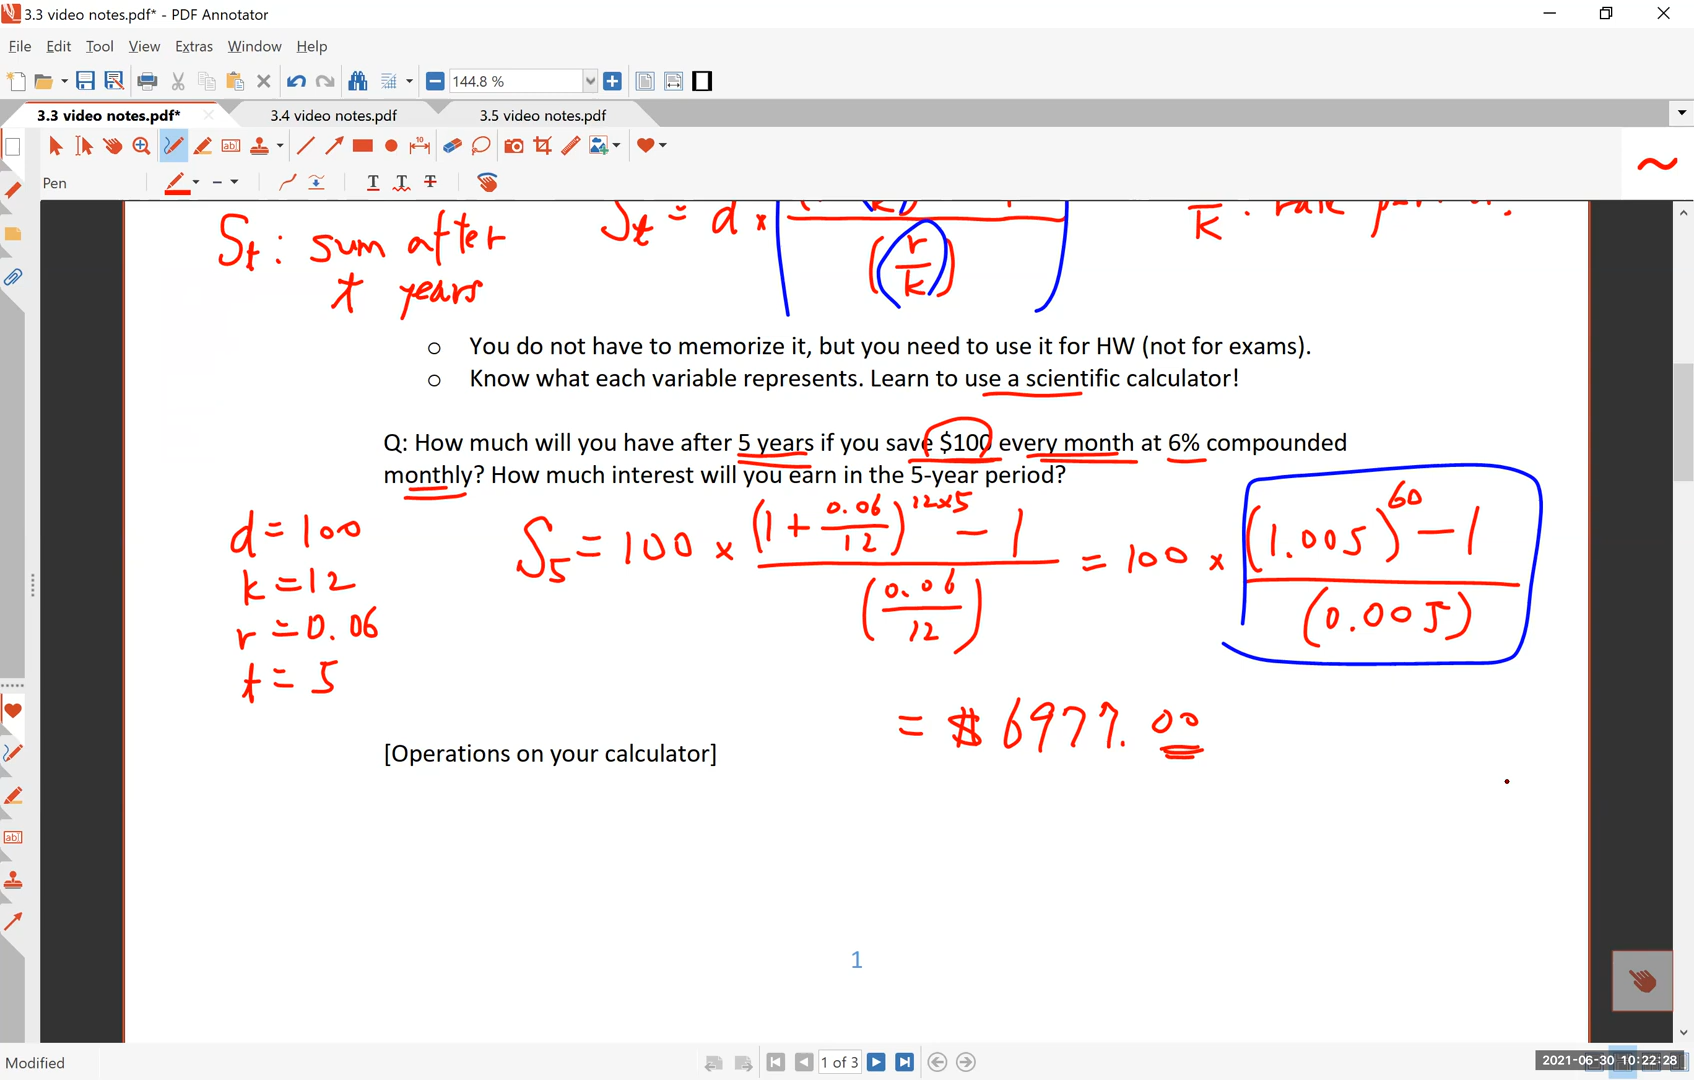 3.3 video notes.pdf* - PDF Annotator
File Edit Tool View Extras Window Help
144.8 %
3.3 video notes.pdf* 3.4 video notes.pdf 3.5 video notes.pdf
Pen
S_t : sum after
t years
S_t = d ×
(r/k)
k
○ You do not have to memorize it, but you need to use it for HW (not for exams).
○ Know what each variable represents. Learn to use a scientific calculator!
Q: How much will you have after 5 years if you save $100 every month at 6% compounded
monthly? How much interest will you earn in the 5-year period?
d = 100
k = 12
r = 0.06
t = 5
S_5 = 100 × ((1 + 0.06/12)^(12×5) - 1) / (0.06/12) = 100 × ((1.005)^60 - 1) / (0.005)
= $6977.00
[Operations on your calculator]
1
Modified
1 of 3
2021-06-30 10:22:28